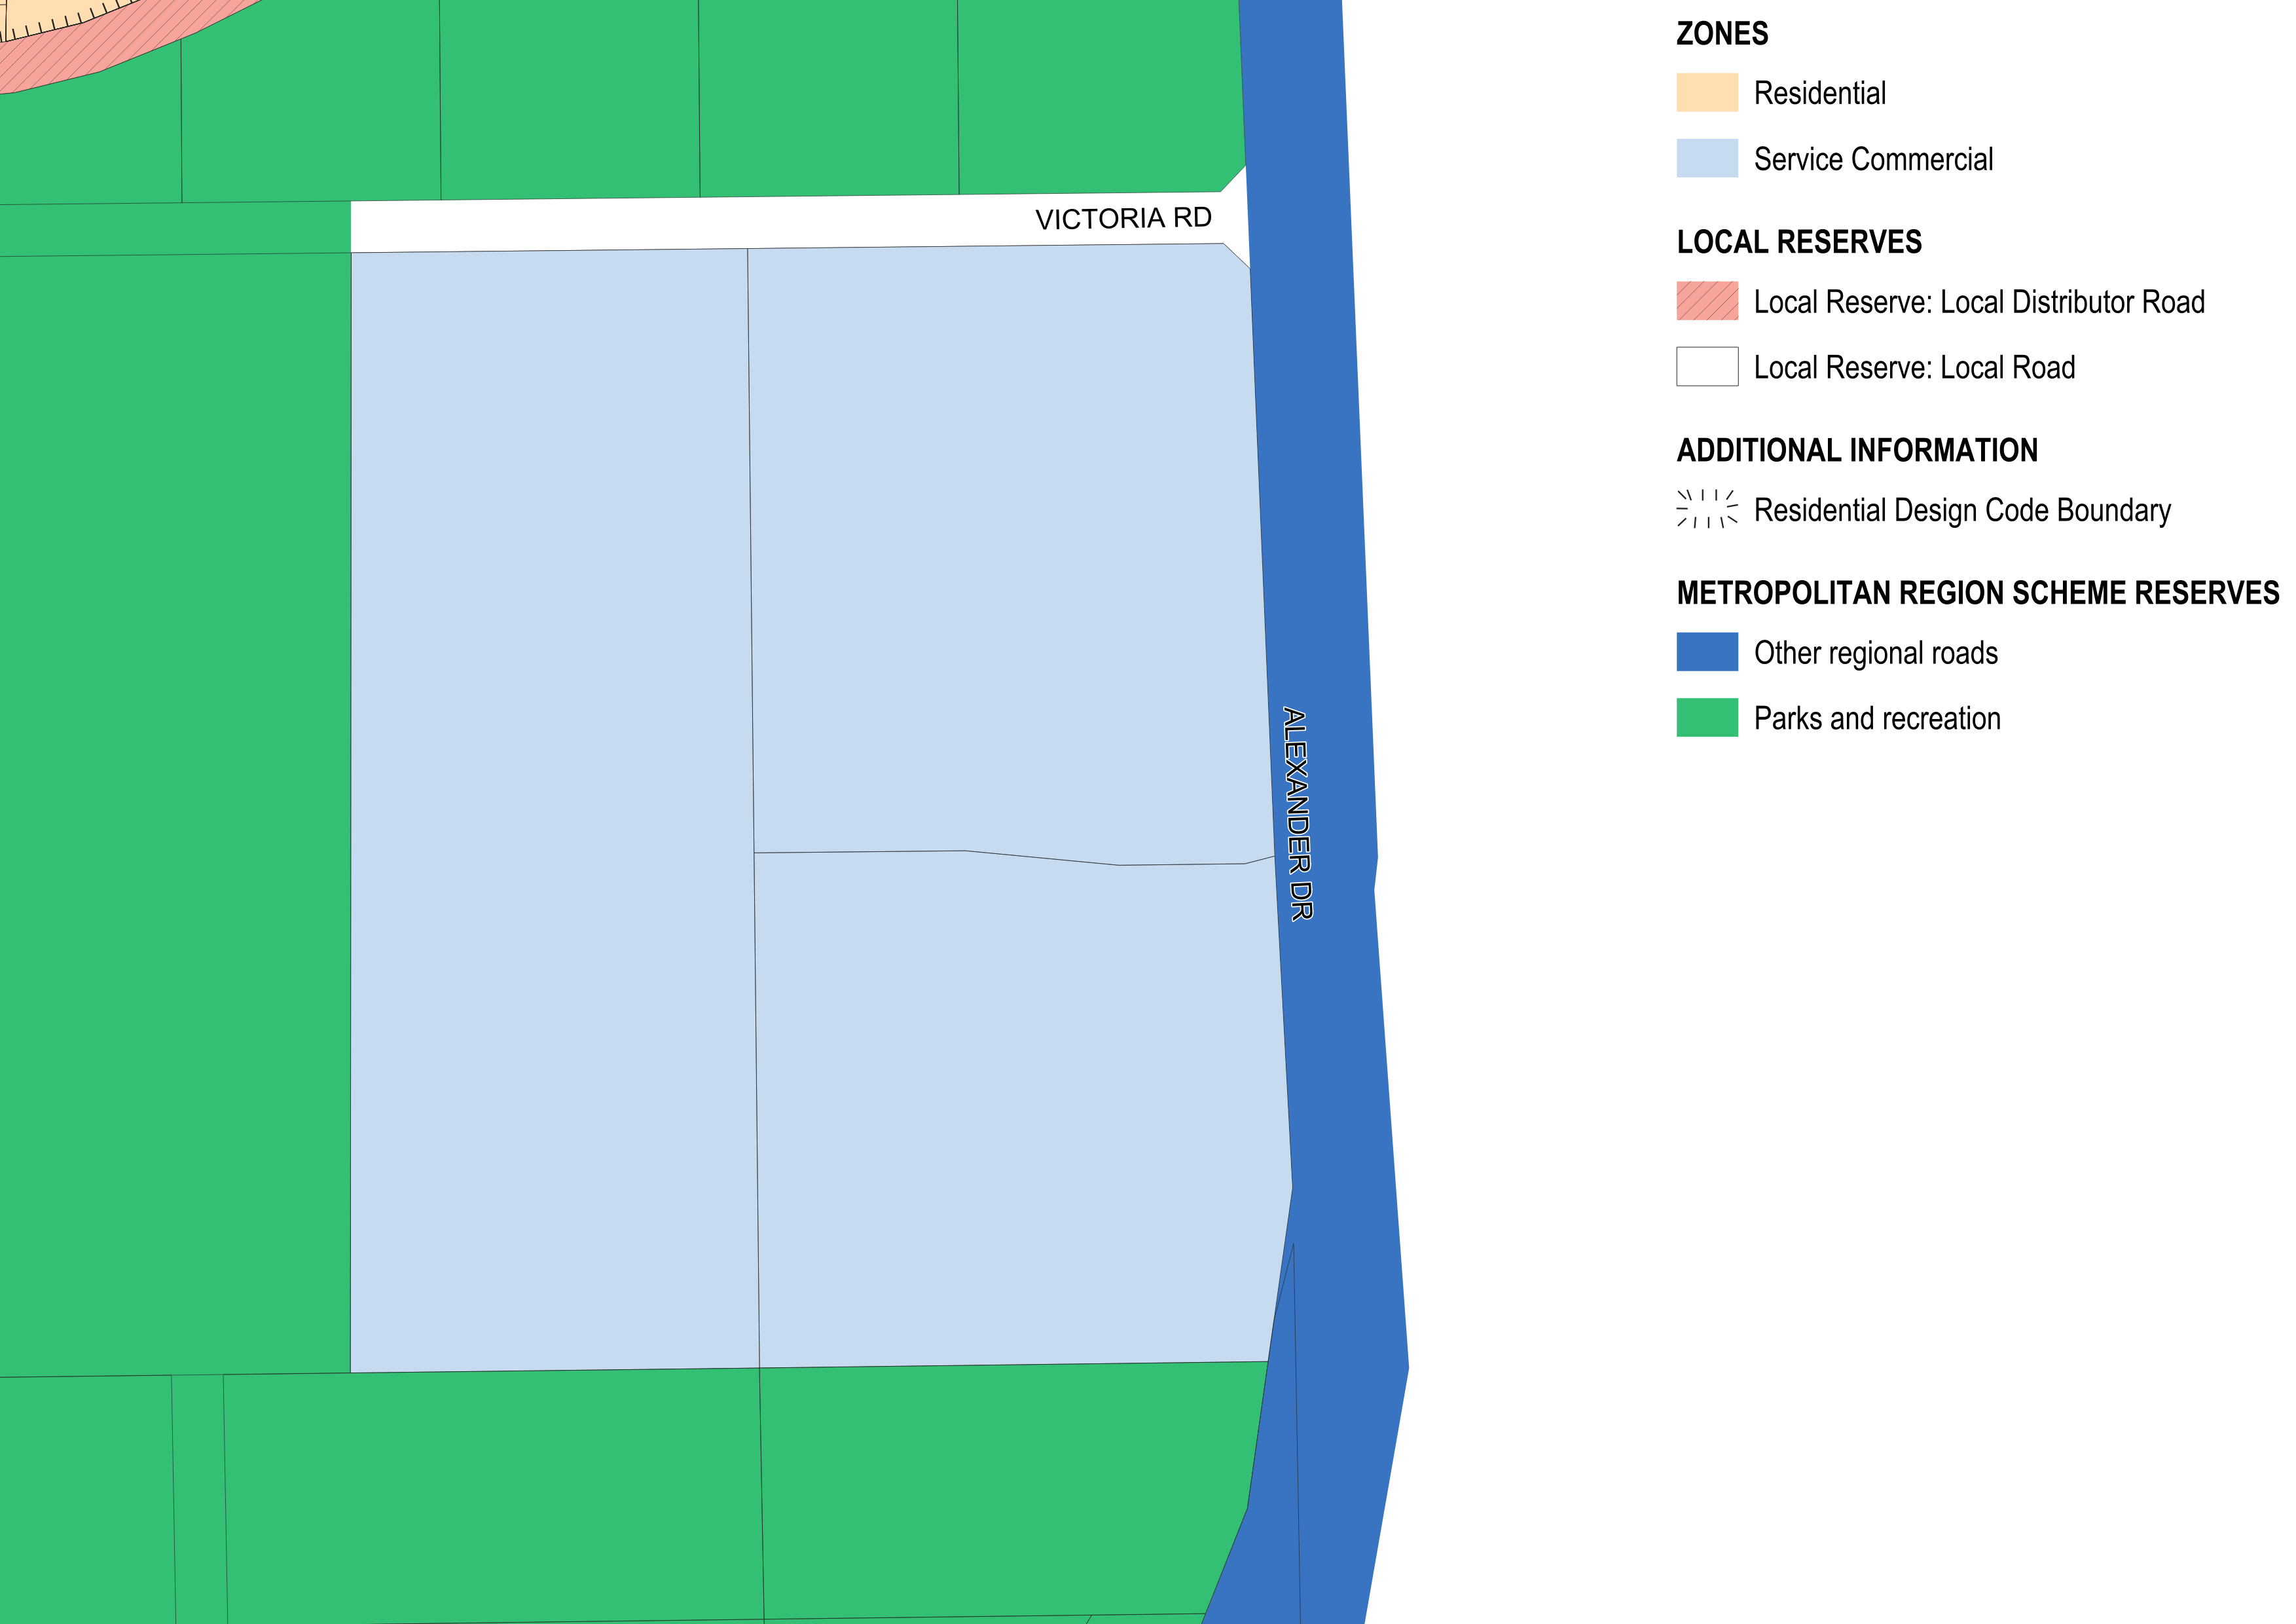 VICTORIA RD
ALEXANDER DR
ZONES
Residential
Service Commercial
LOCAL RESERVES
Local Reserve: Local Distributor Road
Local Reserve: Local Road
ADDITIONAL INFORMATION
Residential Design Code Boundary
METROPOLITAN REGION SCHEME RESERVES
Other regional roads
Parks and recreation